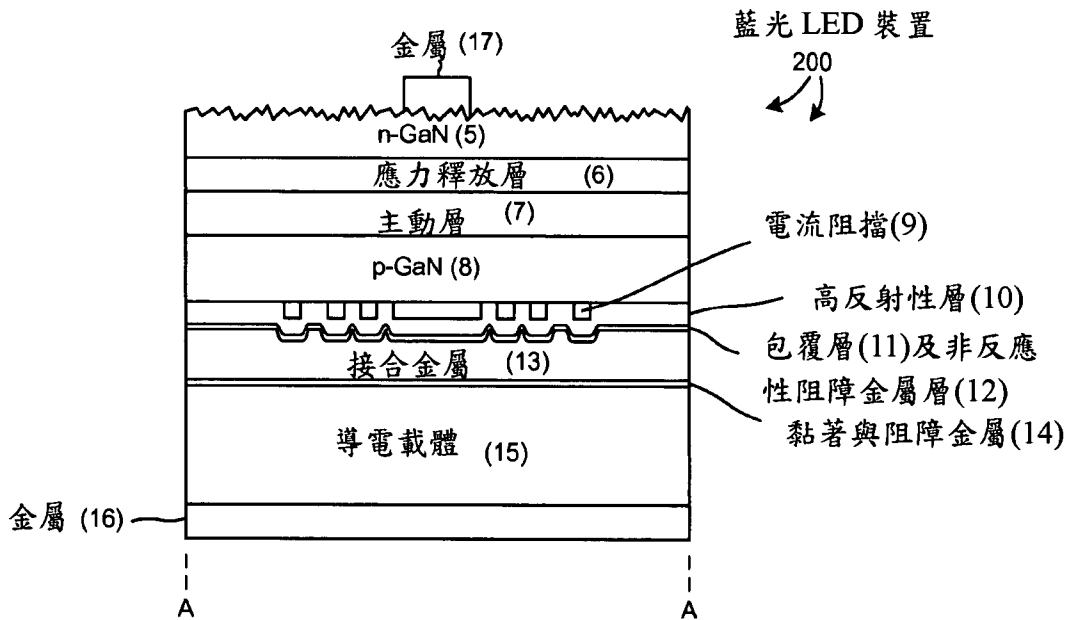 藍光 LED 裝置
200
金屬 (17)
n-GaN (5)
應力釋放層 (6)
主動層 (7)
電流阻擋(9)
p-GaN (8)
高反射性層(10)
包覆層(11)及非反應
性阻障金屬層(12)
接合金屬 (13)
黏著與阻障金屬(14)
導電載體 (15)
金屬 (16)
A A